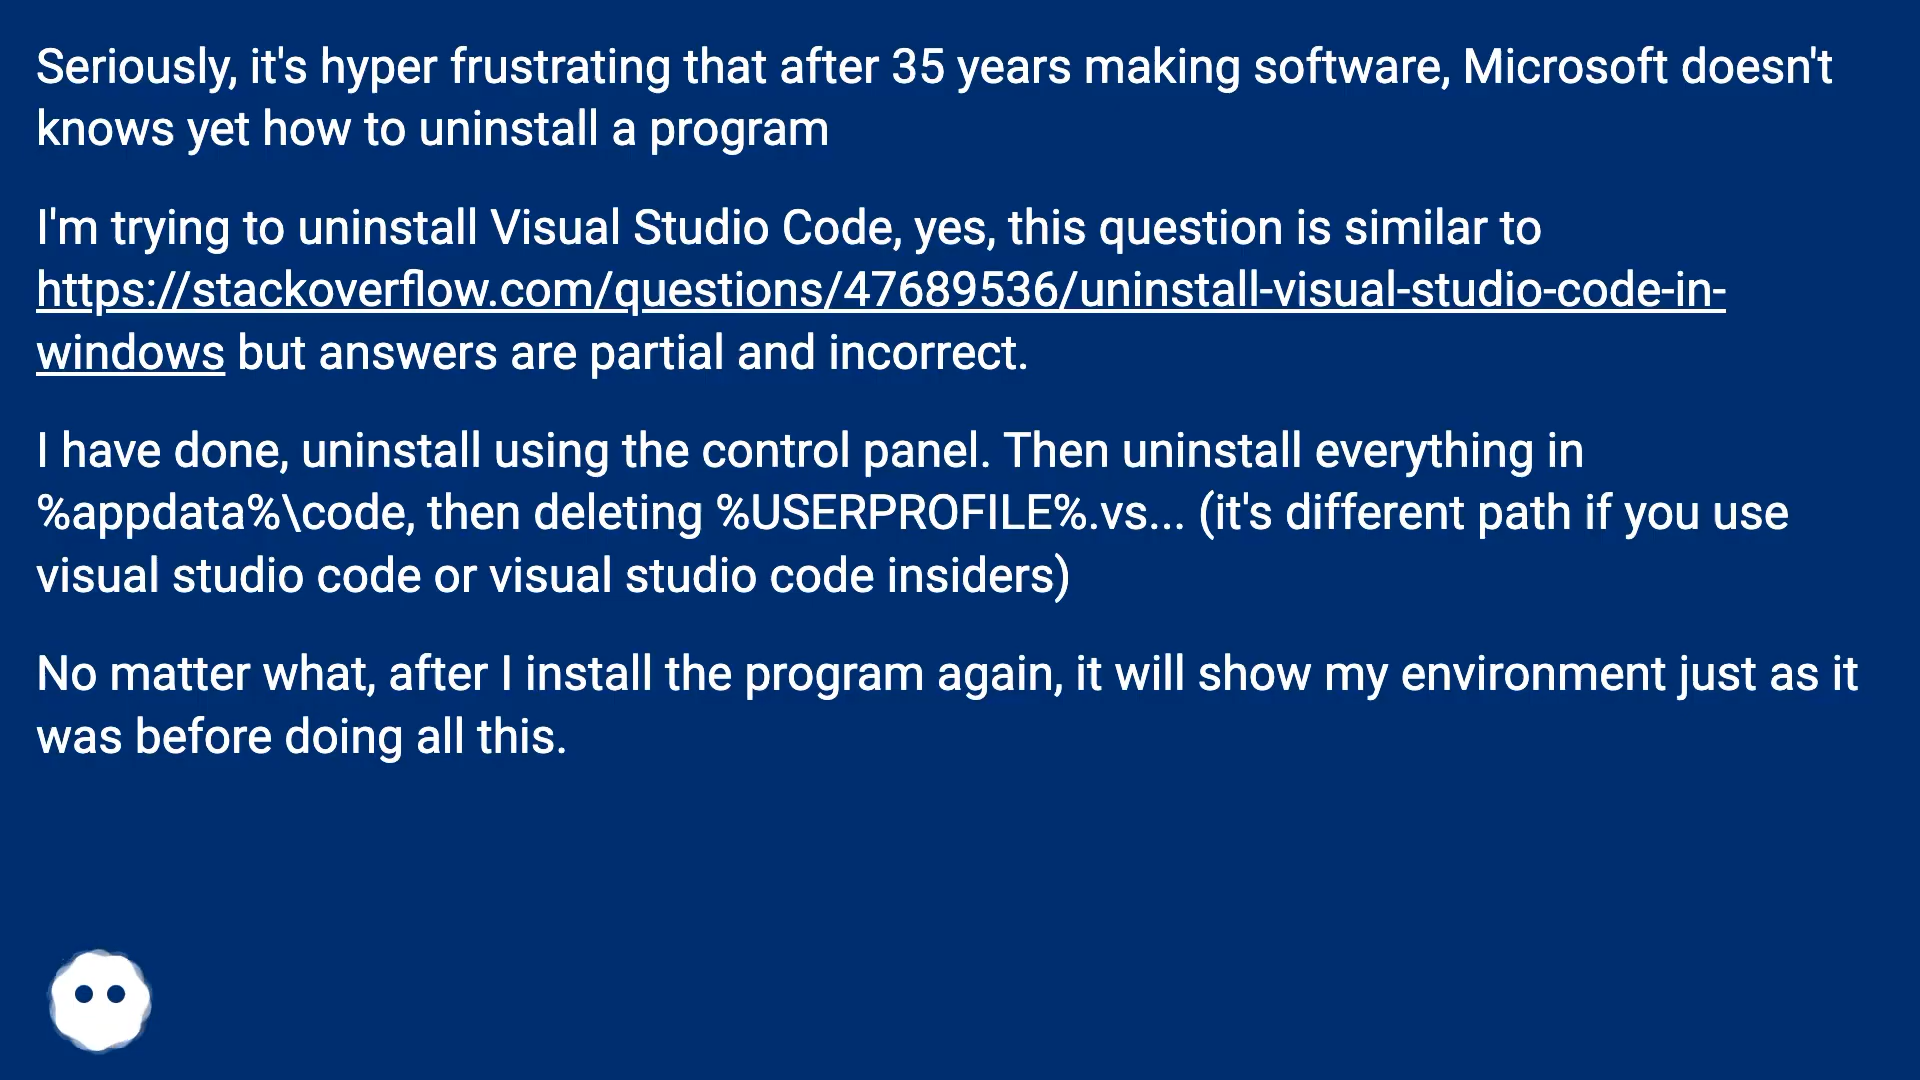 Seriously, it's hyper frustrating that after 35 years making software, Microsoft doesn't
knows yet how to uninstall a program
I'm trying to uninstall Visual Studio Code, yes, this question is similar to
https://stackoverflow.com/questions/47689536/uninstall-visual-studio-code-in-
windows but answers are partial and incorrect.
I have done, uninstall using the control panel. Then uninstall everything in
%appdata%\code, then deleting %USERPROFILE%.vs... (it's different path if you use
visual studio code or visual studio code insiders)
No matter what, after I install the program again, it will show my environment just as it
was before doing all this.